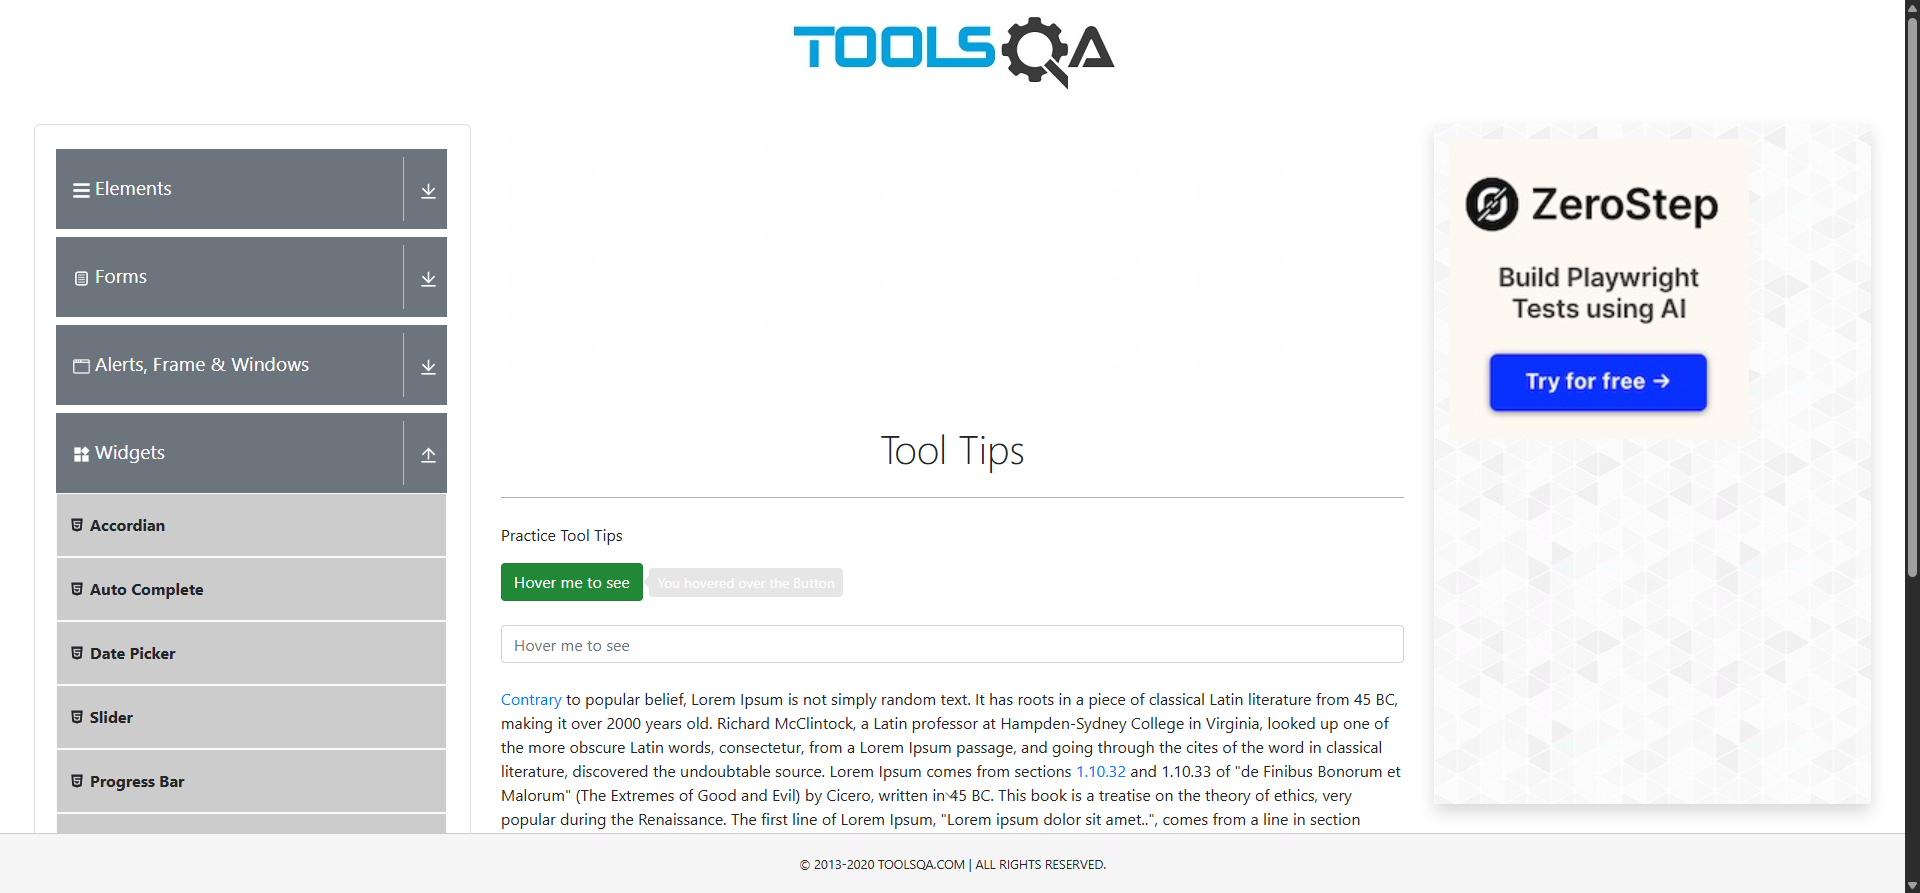 TOOLSQA
Elements
Forms
Alerts, Frame & Windows
Widgets
Accordian
Auto Complete
Date Picker
Slider
Progress Bar
Tool Tips
Practice Tool Tips
Hover me to see
You hovered over the Button
Hover me to see
Contrary to popular belief, Lorem Ipsum is not simply random text. It has roots in a piece of classical Latin literature from 45 BC,
making it over 2000 years old. Richard McClintock, a Latin professor at Hampden-Sydney College in Virginia, looked up one of
the more obscure Latin words, consectetur, from a Lorem Ipsum passage, and going through the cites of the word in classical
literature, discovered the undoubtable source. Lorem Ipsum comes from sections 1.10.32 and 1.10.33 of "de Finibus Bonorum et
Malorum" (The Extremes of Good and Evil) by Cicero, written in 45 BC. This book is a treatise on the theory of ethics, very
popular during the Renaissance. The first line of Lorem Ipsum, "Lorem ipsum dolor sit amet..", comes from a line in section
ZeroStep
Build Playwright
Tests using AI
Try for free →
© 2013-2020 TOOLSQA.COM | ALL RIGHTS RESERVED.